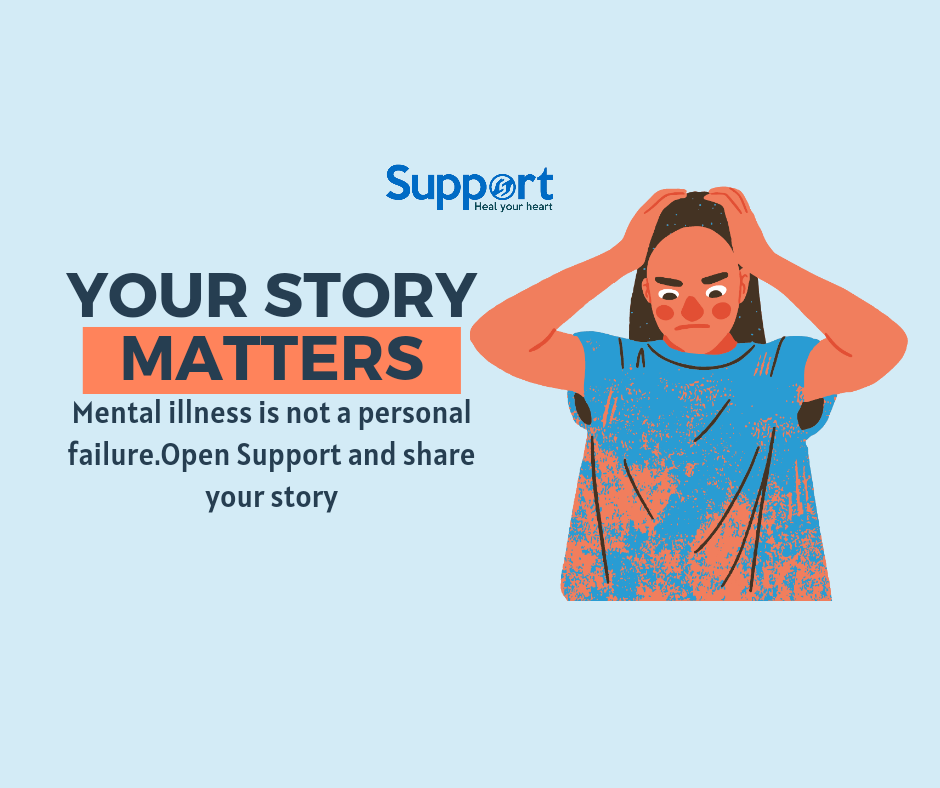 Support
Heal your heart
YOUR STORY
MATTERS
Mental illness is not a personal
failure.Open Support and share
your story